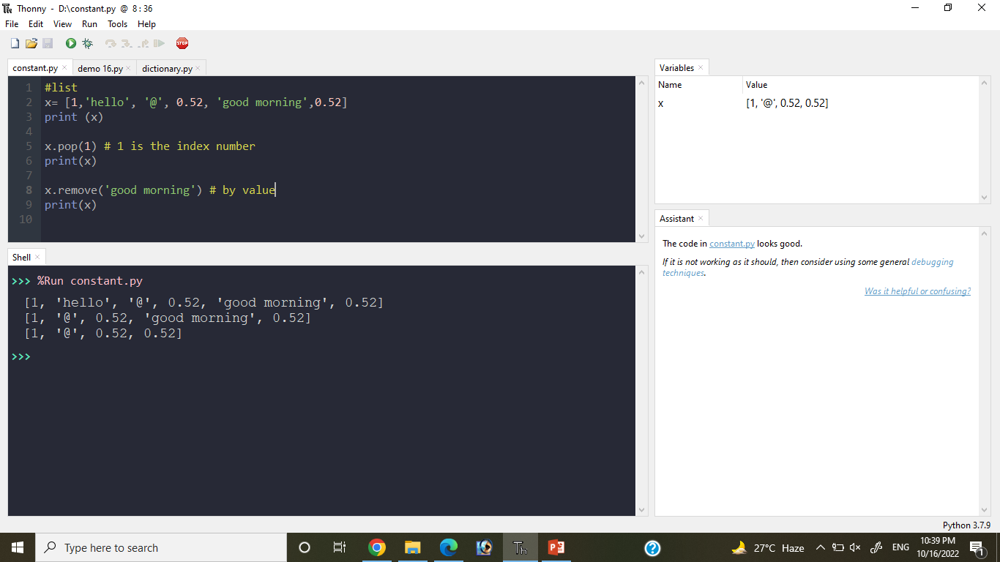 Thonny - D:\constant.py @ 8 : 36
File Edit View Run Tools Help
STOP
constant.py × demo 16.py × dictionary.py ×
1 #list
2 x= [1,'hello', '@', 0.52, 'good morning',0.52]
3 print (x)
4
5 x.pop(1) # 1 is the index number
6 print(x)
7
8 x.remove('good morning') # by value
9 print(x)
10
Shell ×
>>> %Run constant.py
[1, 'hello', '@', 0.52, 'good morning', 0.52]
[1, '@', 0.52, 'good morning', 0.52]
[1, '@', 0.52, 0.52]
>>>
Variables ×
Name Value
x [1, '@', 0.52, 0.52]
Assistant ×
The code in constant.py looks good.
If it is not working as it should, then consider using some general debugging
techniques.
Was it helpful or confusing?
Python 3.7.9
Type here to search
27°C Haze
ENG
10:39 PM
10/16/2022
1